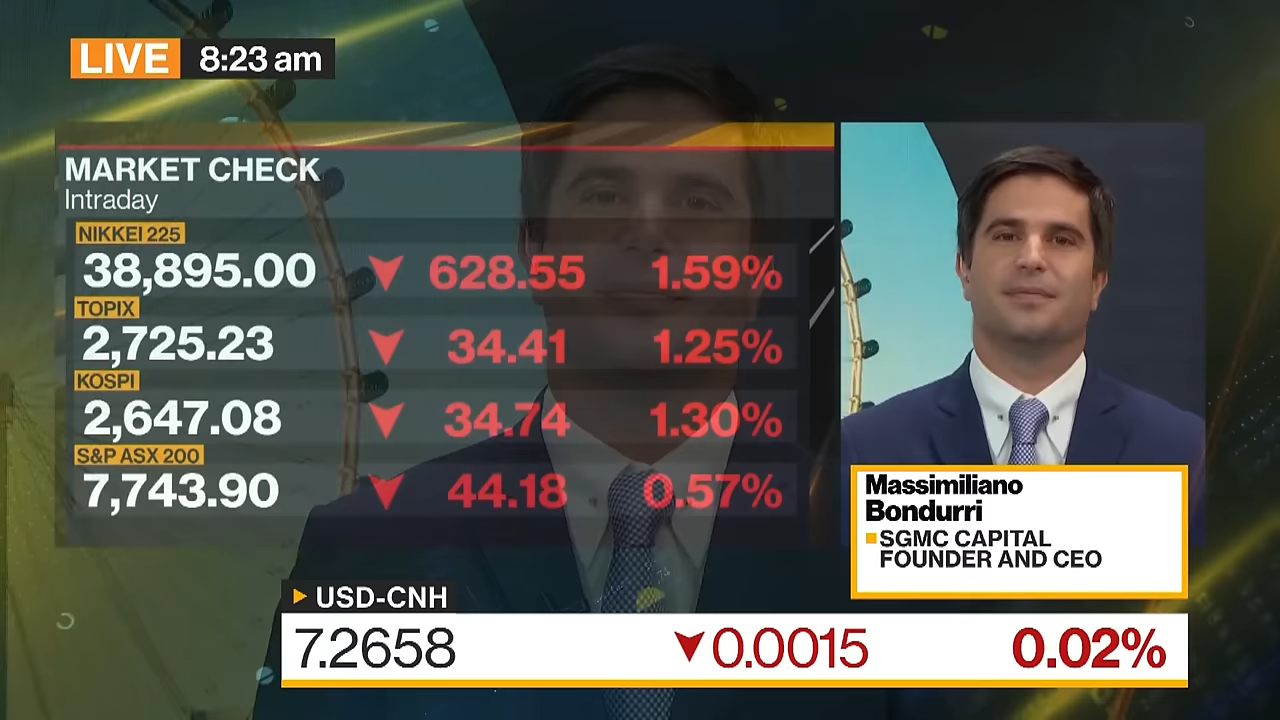 LIVE 8:23 am
MARKET CHECK
Intraday
NIKKEI 225
38,895.00 ▼ 628.55 1.59%
TOPIX
2,725.23 ▼ 34.41 1.25%
KOSPI
2,647.08 ▼ 34.74 1.30%
S&P ASX 200
7,743.90 ▼ 44.18 0.57%
Massimiliano
Bondurri
SGMC CAPITAL
FOUNDER AND CEO
USD-CNH
7.2658 ▼0.0015 0.02%